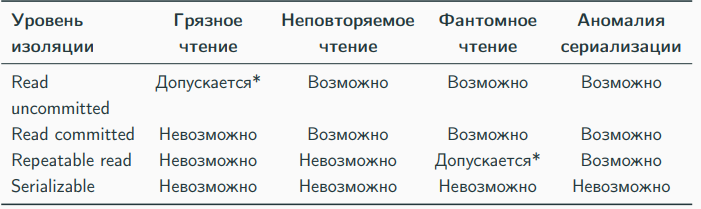 Уровень Грязное Неповторяемое Фантомное Аномалия
изоляции чтение чтение чтение сериализации
Read Допускается* Возможно Возможно Возможно
uncommitted
Read committed Невозможно Возможно Возможно Возможно
Repeatable read Невозможно Невозможно Допускается* Возможно
Serializable Невозможно Невозможно Невозможно Невозможно